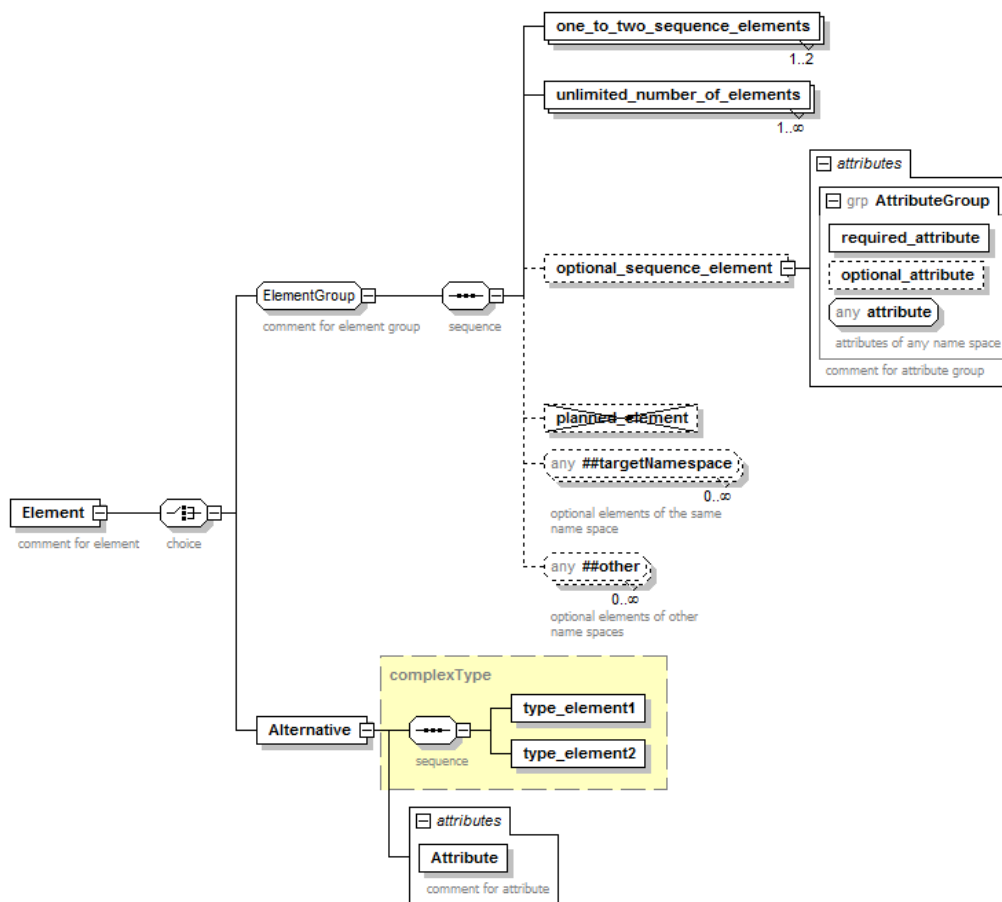 one_to_two_sequence_elements
1..2
unlimited_number_of_elements
1..∞
attributes
grp AttributeGroup
required_attribute
optional_sequence_element
optional_attribute
ElementGroup
any attribute
comment for element group
sequence
attributes of any name space
comment for attribute group
planned_element
any ##targetNamespace
0..∞
Element
optional elements of the same
name space
comment for element
choice
any ##other
0..∞
optional elements of other
name spaces
complexType
type_element1
Alternative
type_element2
sequence
attributes
Attribute
comment for attribute